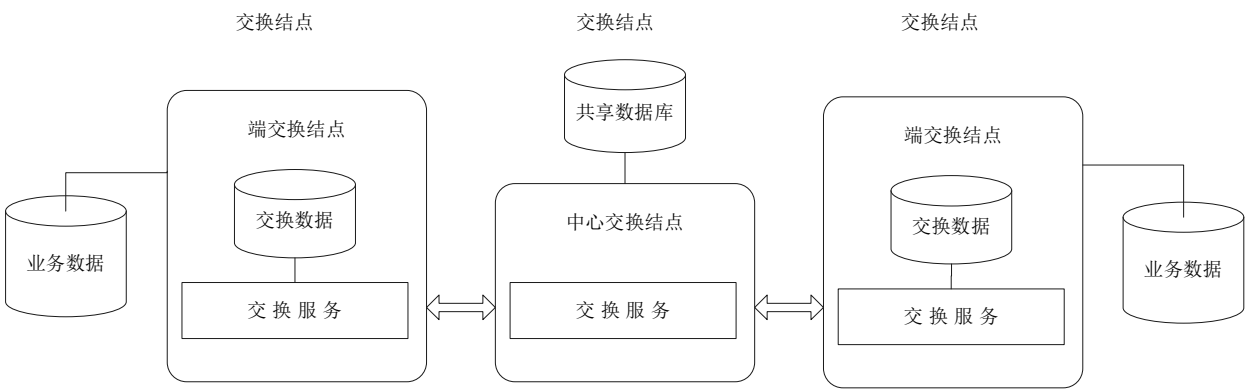 交换结点
交换结点
交换结点
共享数据库
端交换结点
端交换结点
交换数据
交换数据
中心交换结点
业务数据
业务数据
交 换 服 务
交 换 服 务
交 换 服 务